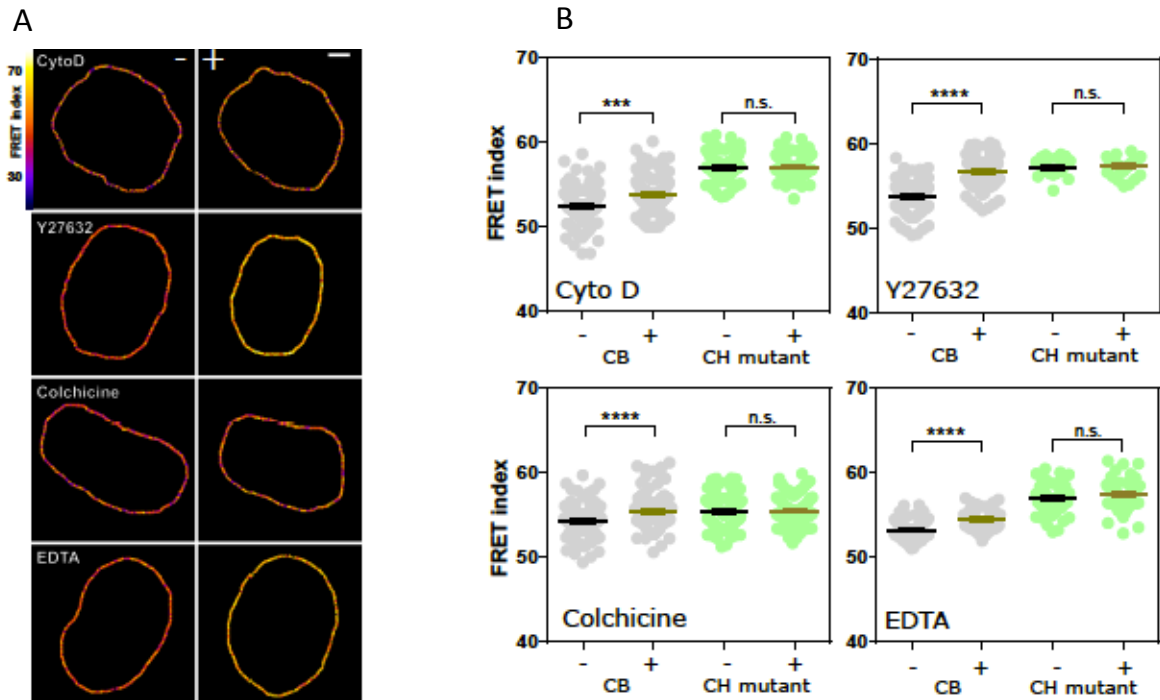 A
B
CytoD
- +
70
FRET index
30
Y27632
Colchicine
EDTA
70
60
50
40
FRET index
***
n.s.
Cyto D
- + - +
CB CH mutant
70
60
50
40
****
n.s.
Y27632
- + - +
CB CH mutant
70
60
50
40
FRET index
****
n.s.
Colchicine
- + - +
CB CH mutant
70
60
50
40
****
n.s.
EDTA
- + - +
CB CH mutant